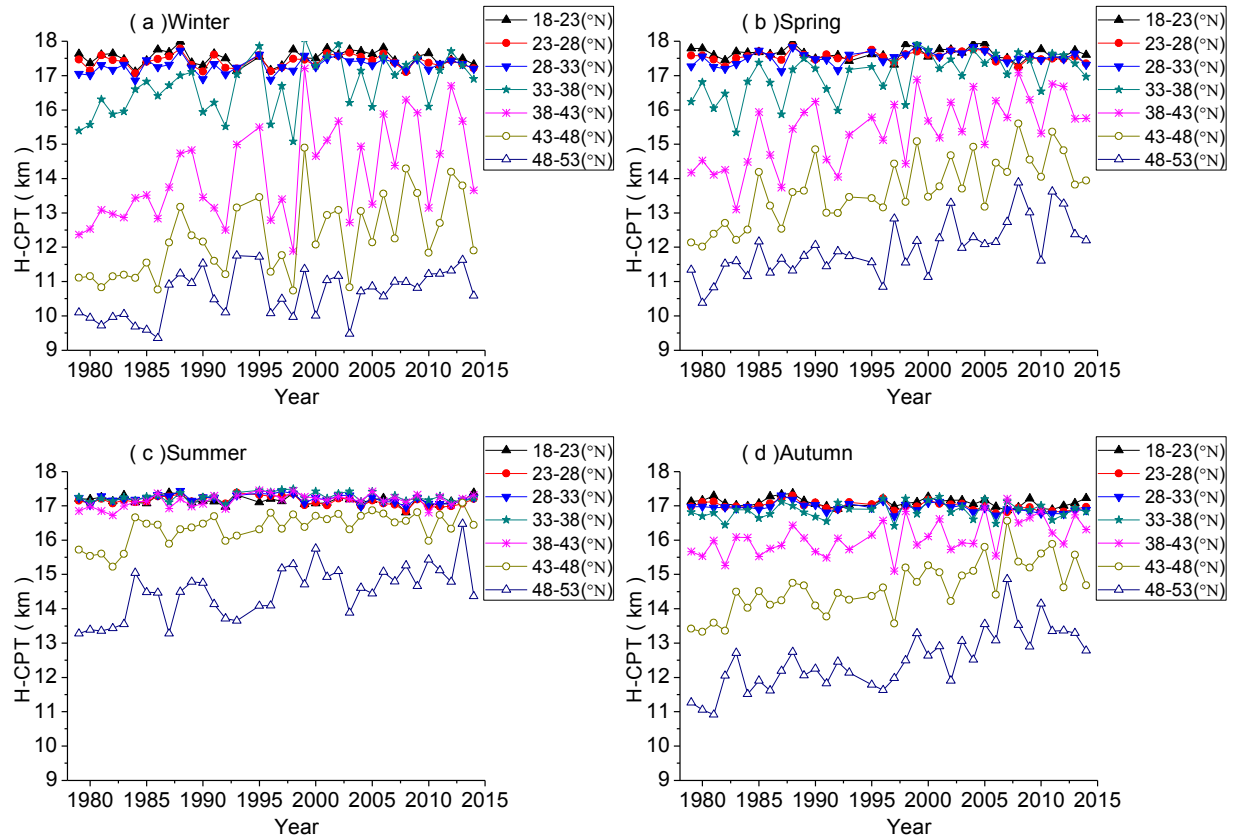 ( a )Winter
18-23(°N)
23-28(°N)
28-33(°N)
33-38(°N)
38-43(°N)
43-48(°N)
48-53(°N)
18
17
16
15
14
13
12
11
10
9
H-CPT ( km )
1980 1985 1990 1995 2000 2005 2010 2015
Year
( b )Spring
18-23(°N)
23-28(°N)
28-33(°N)
33-38(°N)
38-43(°N)
43-48(°N)
48-53(°N)
18
17
16
15
14
13
12
11
10
9
H-CPT ( km )
1980 1985 1990 1995 2000 2005 2010 2015
Year
( c )Summer
18-23(°N)
23-28(°N)
28-33(°N)
33-38(°N)
38-43(°N)
43-48(°N)
48-53(°N)
18
17
16
15
14
13
12
11
10
9
H-CPT ( km )
1980 1985 1990 1995 2000 2005 2010 2015
Year
( d )Autumn
18-23(°N)
23-28(°N)
28-33(°N)
33-38(°N)
38-43(°N)
43-48(°N)
48-53(°N)
18
17
16
15
14
13
12
11
10
9
H-CPT ( km )
1980 1985 1990 1995 2000 2005 2010 2015
Year